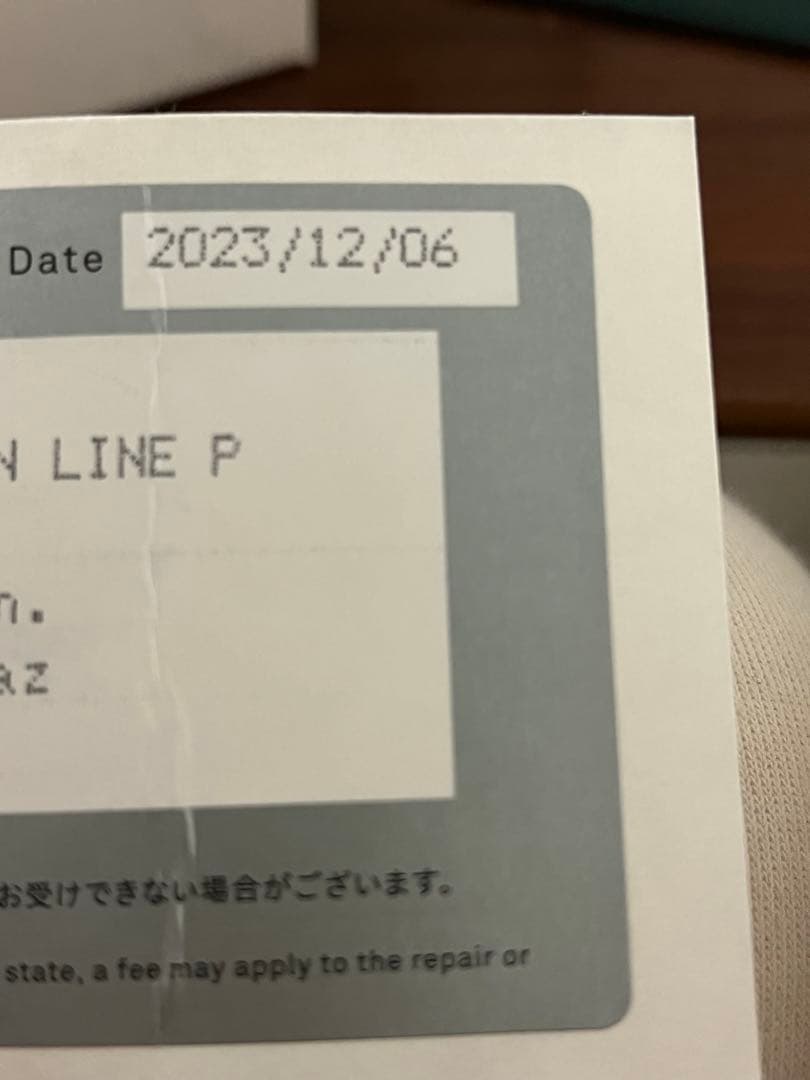 Date 2023/12/06
LINE P
お受けできない場合がございます。
state, a fee may apply to the repair or